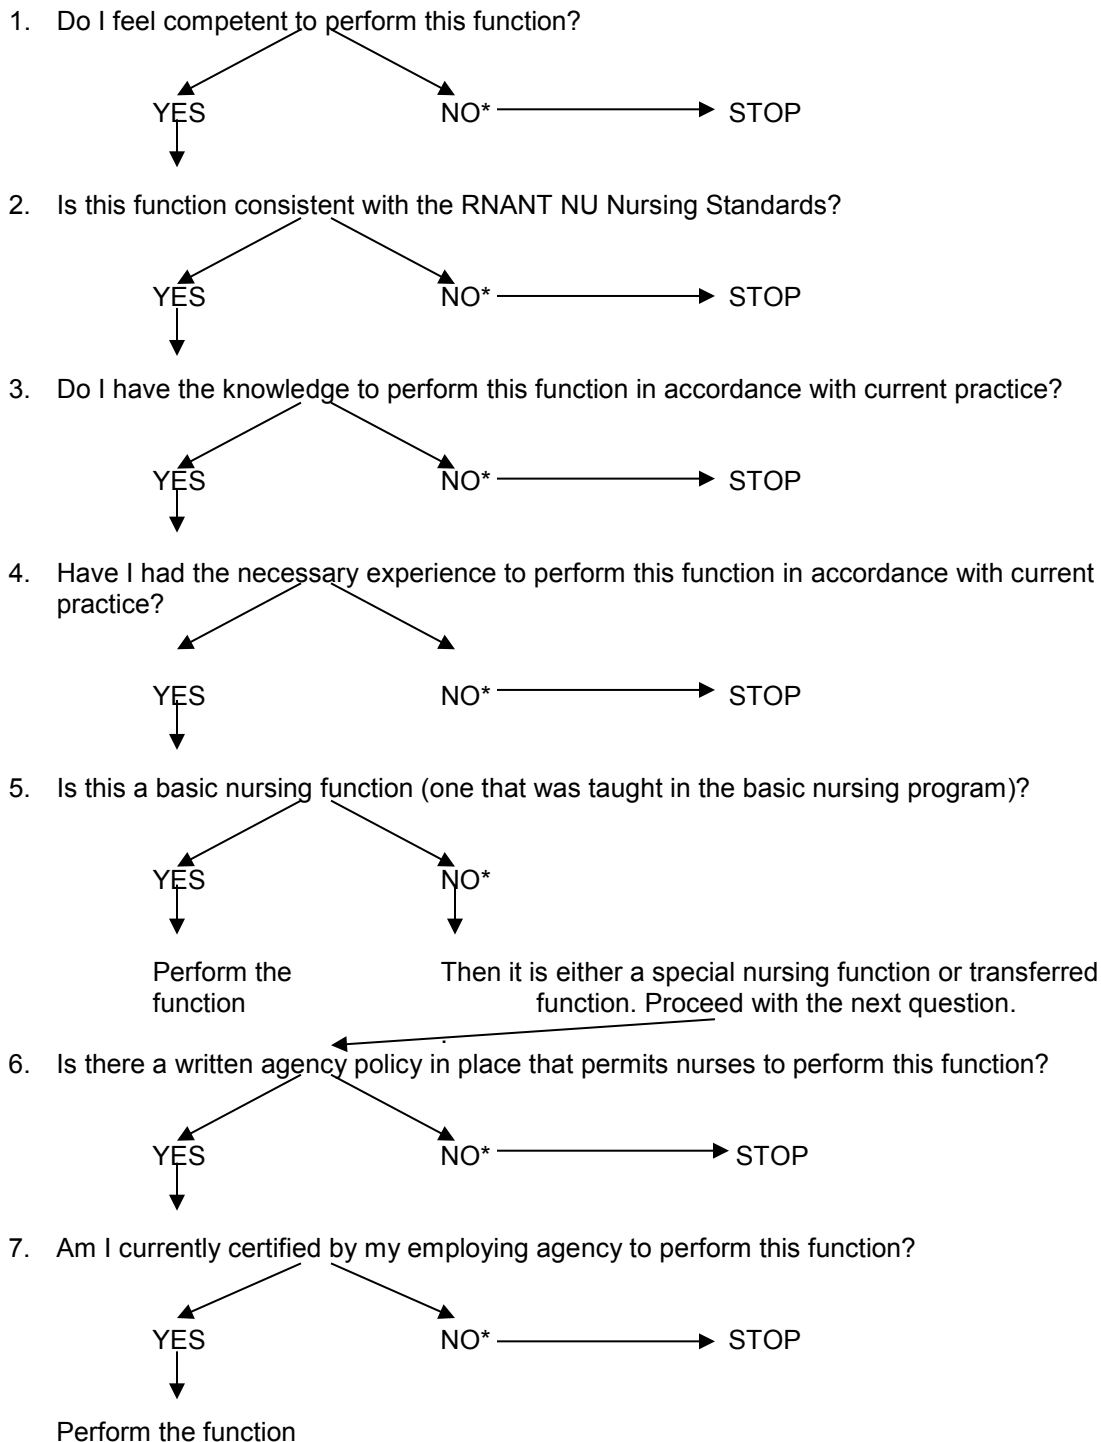 1. Do I feel competent to perform this function?
YES NO* STOP
2. Is this function consistent with the RNANT NU Nursing Standards?
YES NO* STOP
3. Do I have the knowledge to perform this function in accordance with current practice?
YES NO* STOP
4. Have I had the necessary experience to perform this function in accordance with current
practice?
YES NO* STOP
5. Is this a basic nursing function (one that was taught in the basic nursing program)?
YES NO*
Perform the
function
Then it is either a special nursing function or transferred
function. Proceed with the next question.
.
6. Is there a written agency policy in place that permits nurses to perform this function?
YES NO* STOP
7. Am I currently certified by my employing agency to perform this function?
YES NO* STOP
Perform the function